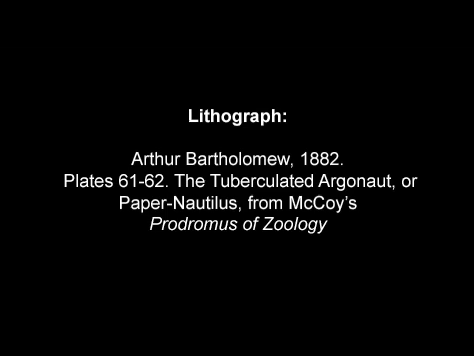 Lithograph:
Arthur Bartholomew, 1882.
Plates 61-62. The Tuberculated Argonaut, or
Paper-Nautilus, from McCoy's
Prodromus of Zoology